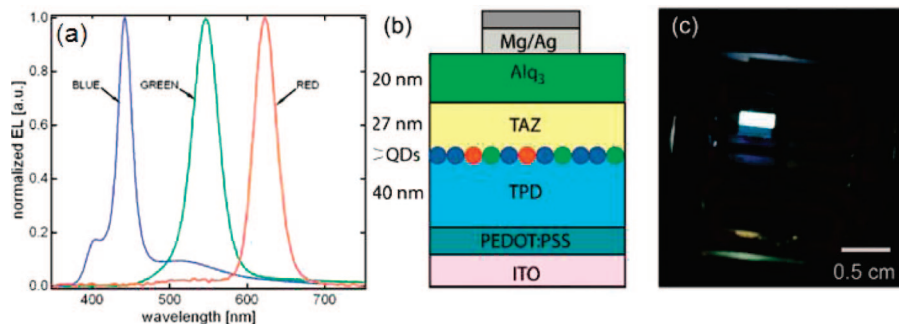 (a)
normalized EL [a.u.]
1.0
0.8
0.6
0.4
0.2
0.0
BLUE
GREEN
RED
400
500
600
700
wavelength [nm]
(b)
Mg/Ag
20 nm
Alq3
27 nm
TAZ
>QDs
40 nm
TPD
PEDOT:PSS
ITO
(c)
0.5 cm